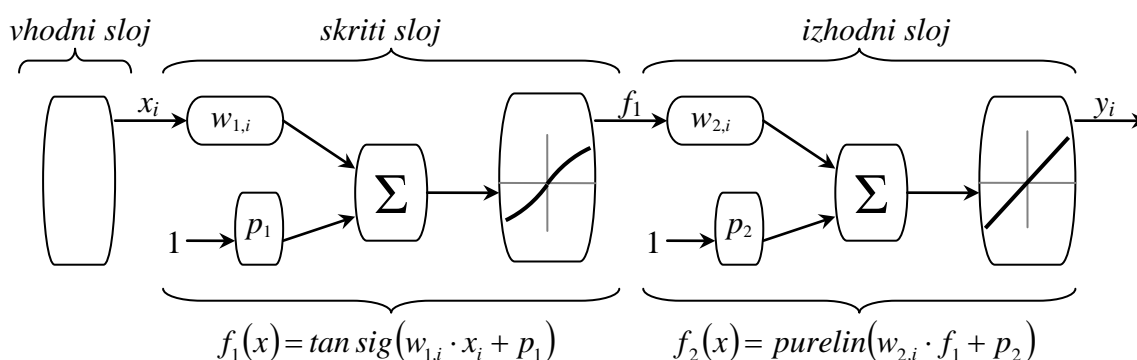 vhodni sloj skriti sloj izhodni sloj
x_i w_{1,i} f_1 w_{2,i} y_i
Σ Σ
1 p_1 1 p_2
f_1(x) = tan sig(w_{1,i} · x_i + p_1) f_2(x) = purelin(w_{2,i} · f_1 + p_2)